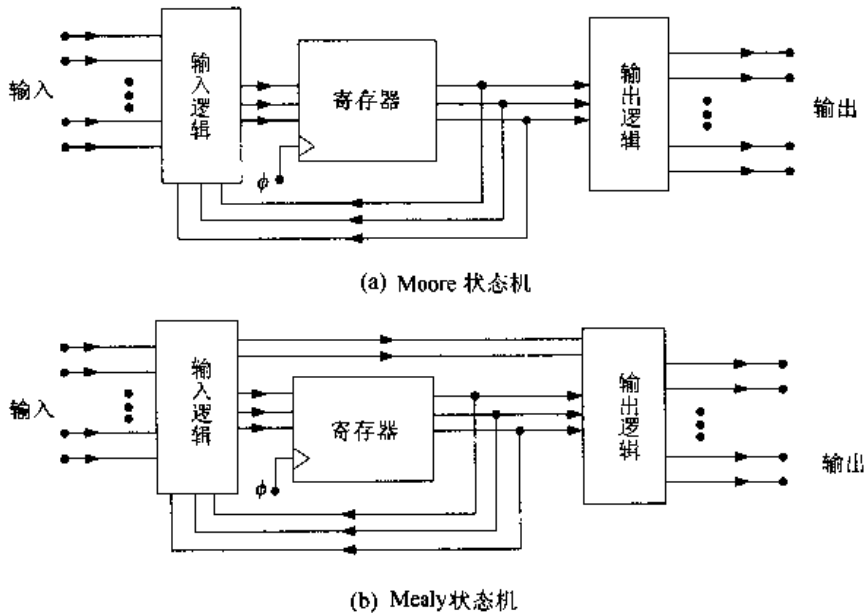 输入
输入逻辑
寄存器
ϕ
输出逻辑
输出
(a) Moore 状态机
输入
输入逻辑
寄存器
ϕ
输出逻辑
输出
(b) Mealy状态机